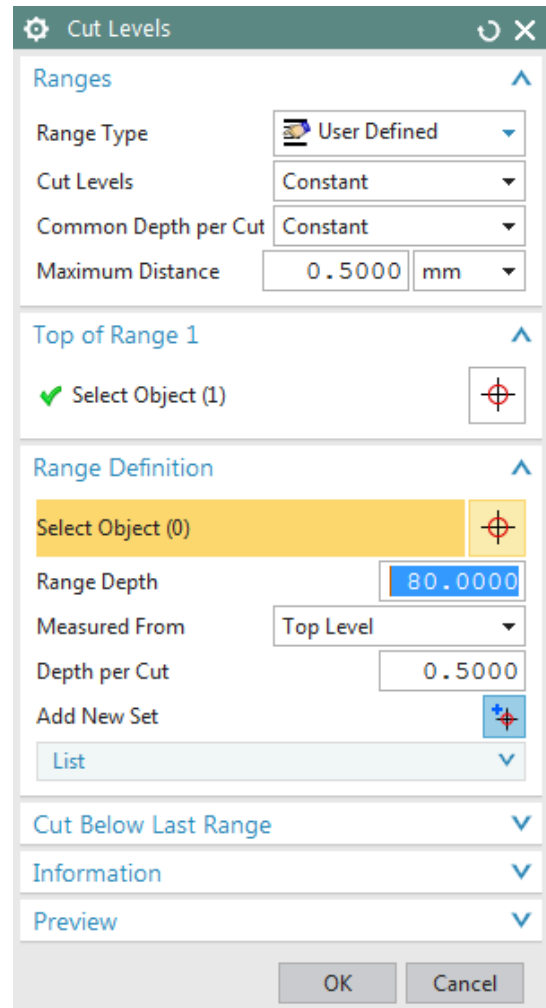 Cut Levels
Ranges
Range Type User Defined
Cut Levels Constant
Common Depth per Cut Constant
Maximum Distance 0.5000 mm
Top of Range 1
Select Object (1)
Range Definition
Select Object (0)
Range Depth 80.0000
Measured From Top Level
Depth per Cut 0.5000
Add New Set
List
Cut Below Last Range
Information
Preview
OK Cancel